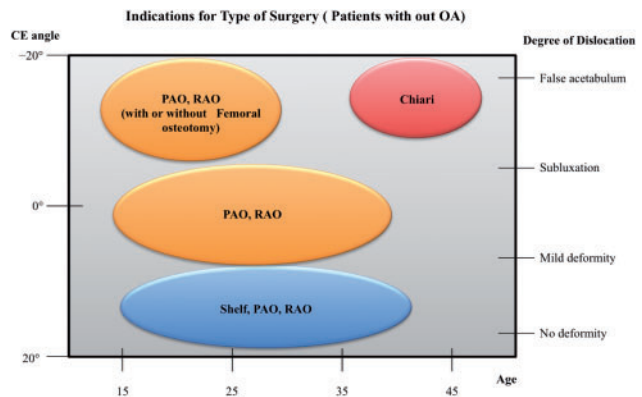 Indications for Type of Surgery ( Patients with out OA)
CE angle
Degree of Dislocation
−20°
0°
20°
PAO, RAO
(with or without Femoral
osteotomy)
Chiari
PAO, RAO
Shelf, PAO, RAO
False acetabulum
Subluxation
Mild deformity
No deformity
15
25
35
45
Age